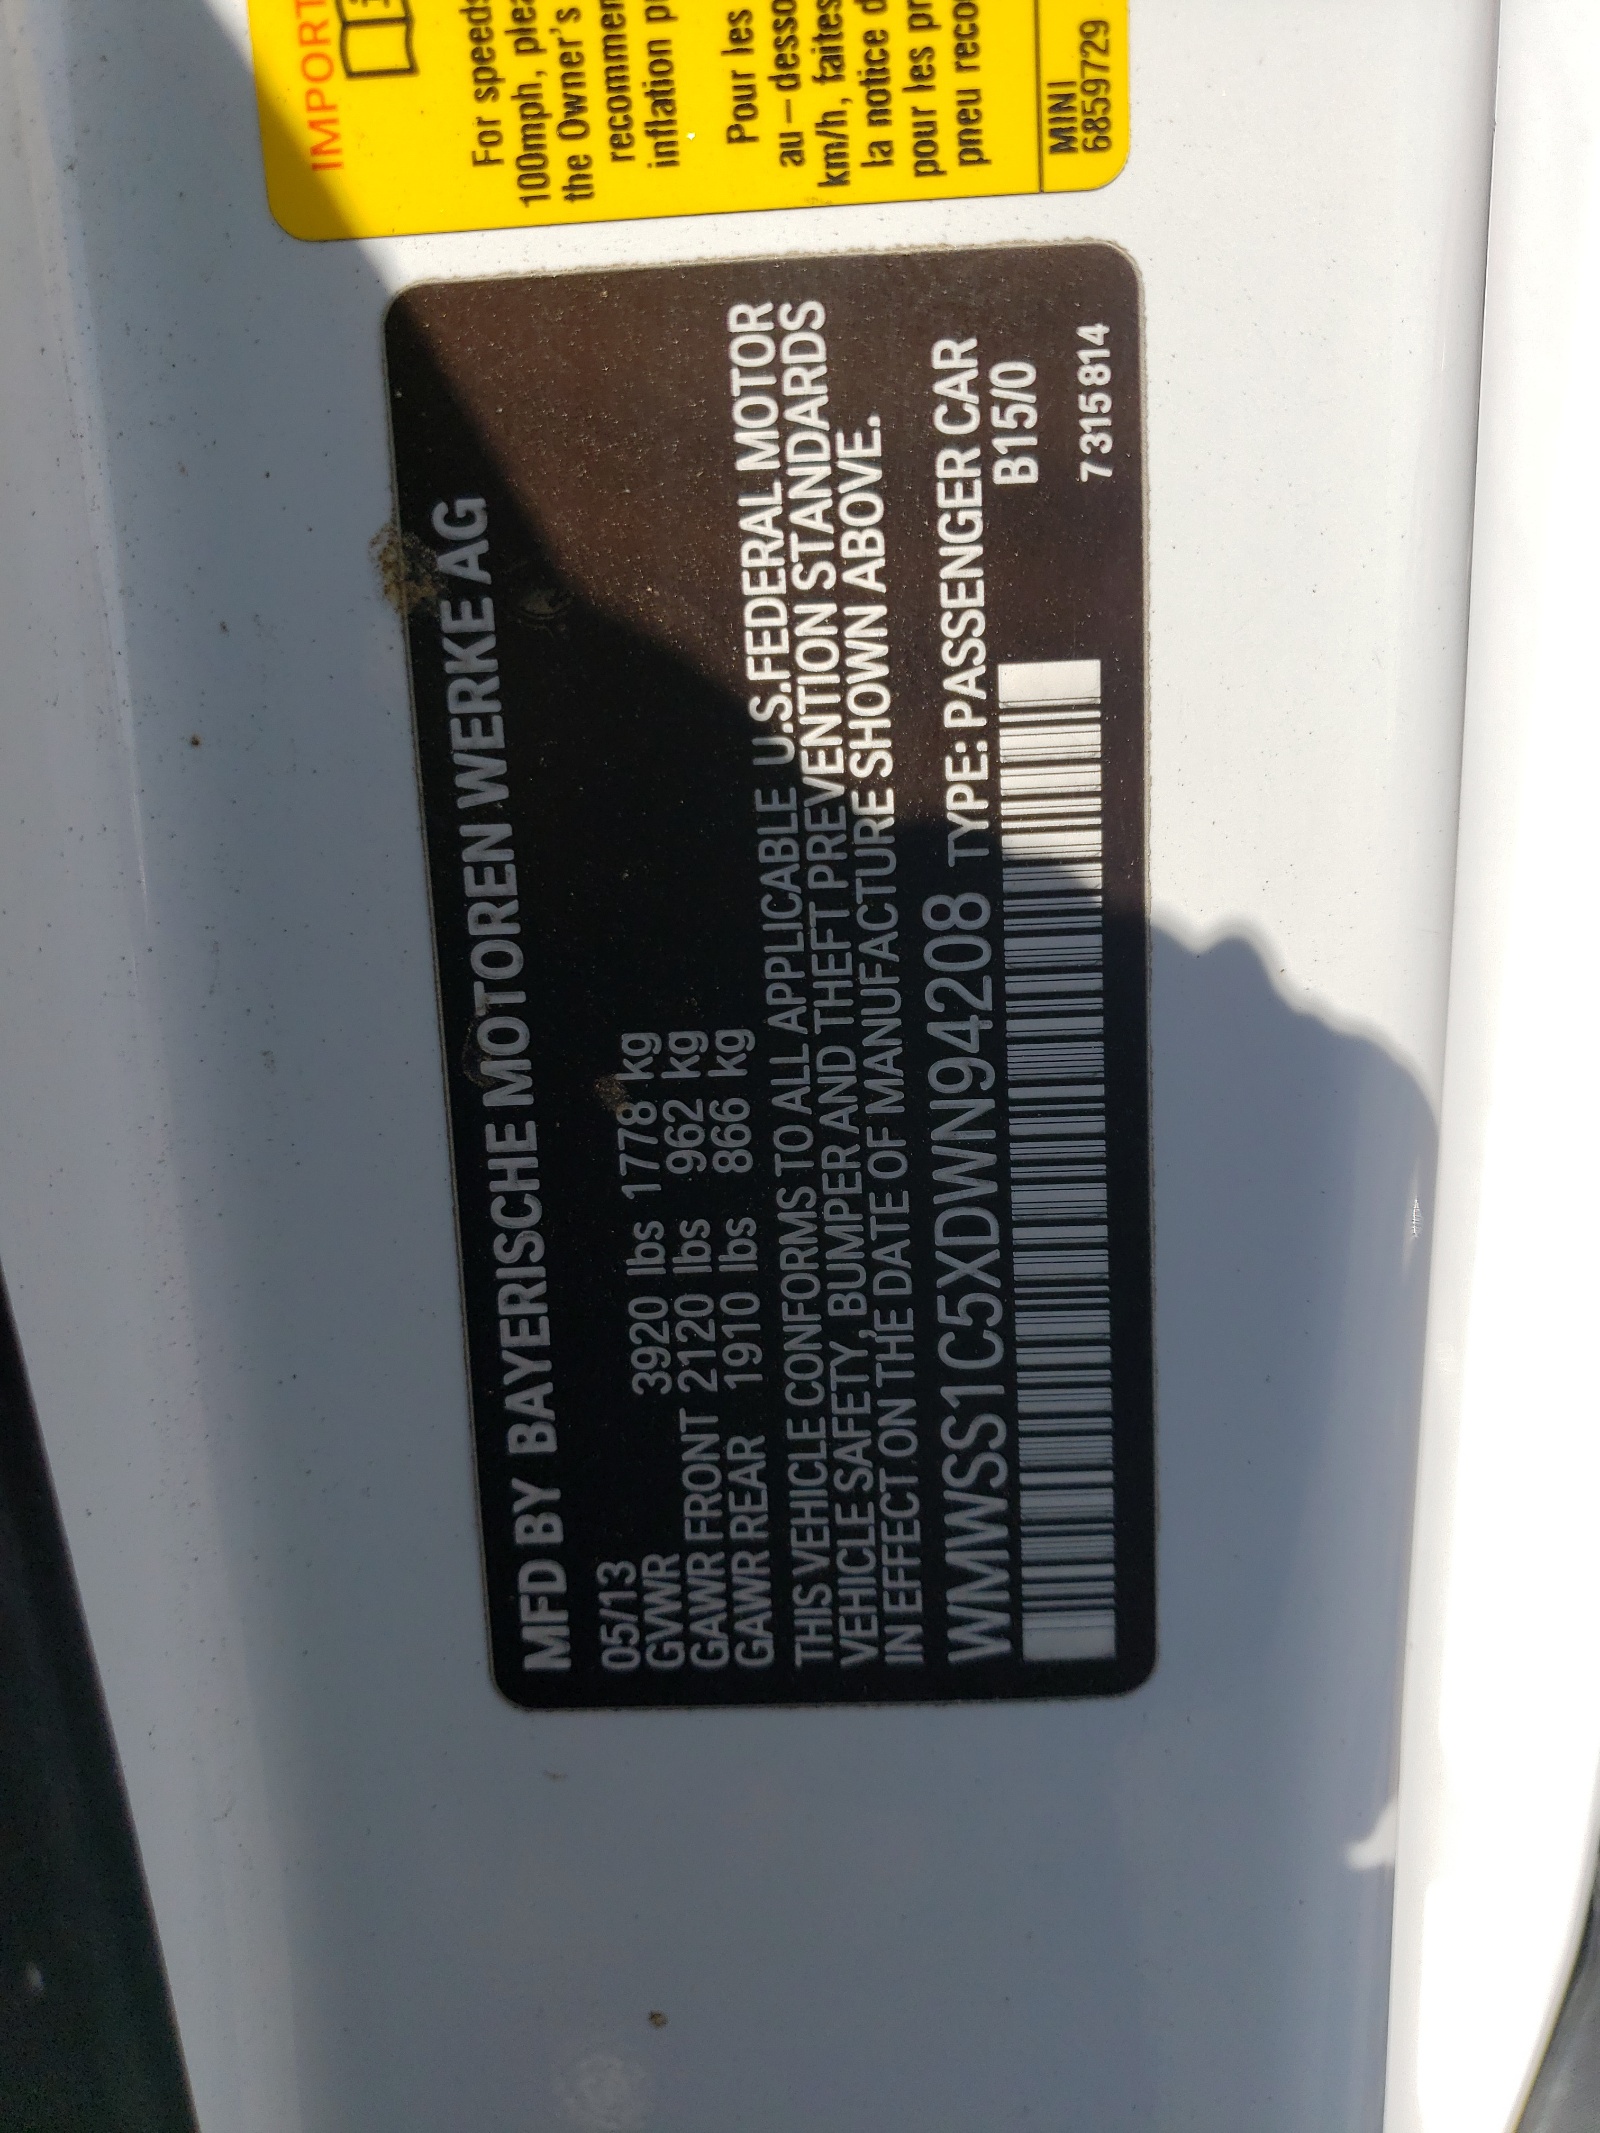 MFD BY BAYERISCHE MOTOREN WERKE AG
05/13
GVWR 3920 lbs 1778 kg
GAWR FRONT 2120 lbs 962 kg
GAWR REAR 1910 lbs 866 kg
THIS VEHICLE CONFORMS TO ALL APPLICABLE U.S.FEDERAL MOTOR
VEHICLE SAFETY, BUMPER AND THEFT PREVENTION STANDARDS
IN EFFECT ON THE DATE OF MANUFACTURE SHOWN ABOVE.
WMWSS1C5XDWN94208 TYPE: PASSENGER CAR
B15/0
7315814
IMPORT
For speeds
100mph, plea
the Owner's
recommen
inflation pr
Pour les
au-desso
km/h, faites
la notice d
pour les pr
pneu reco
MINI
6859729